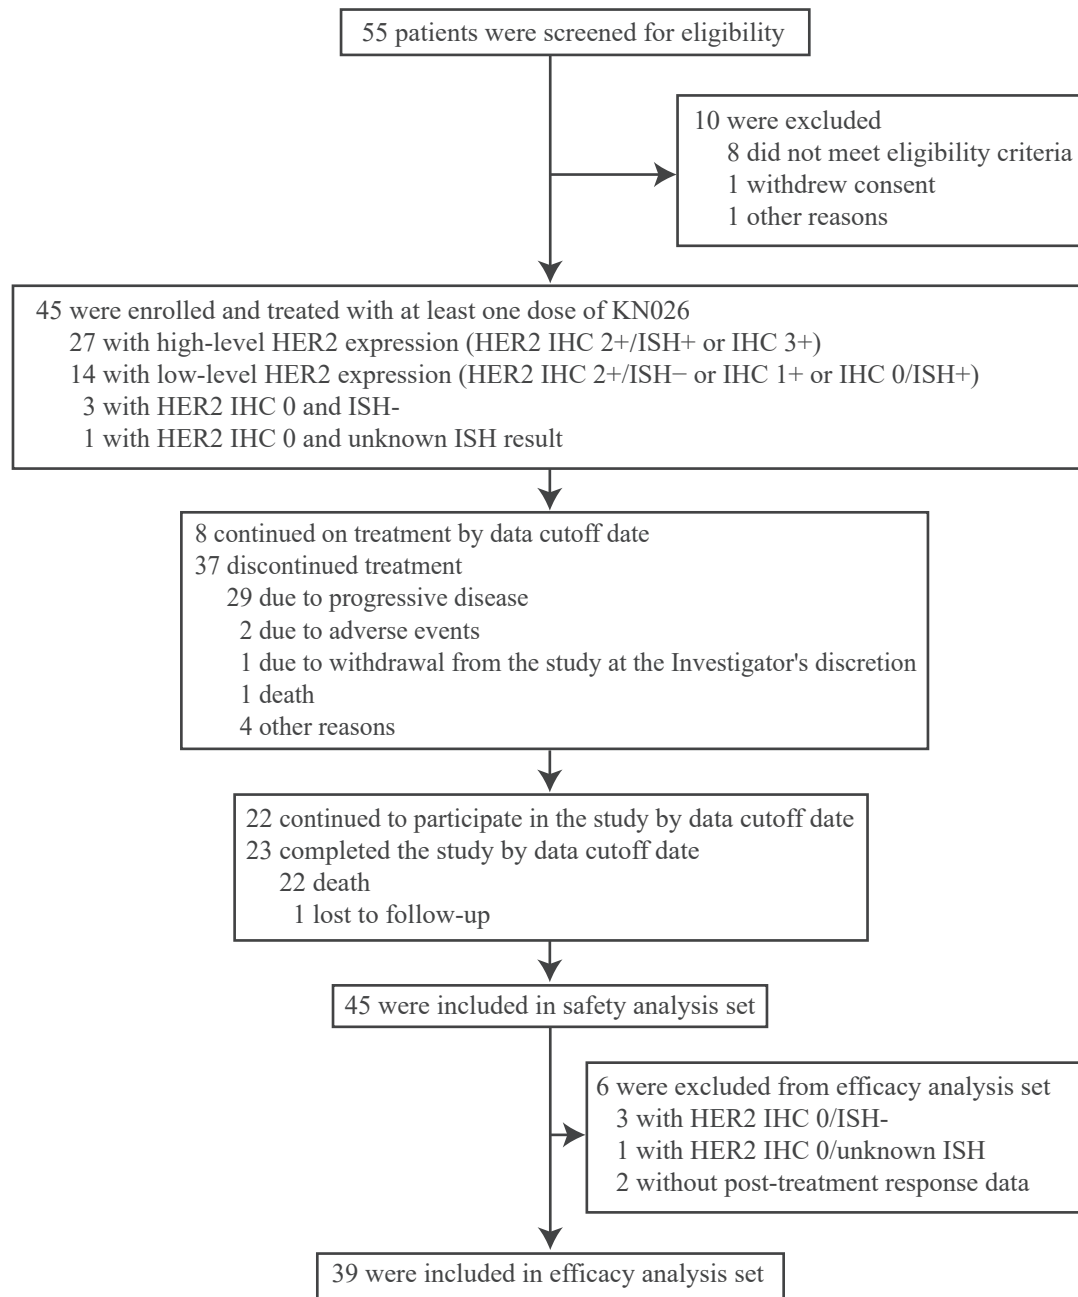 55 patients were screened for eligibility
10 were excluded
8 did not meet eligibility criteria
1 withdrew consent
1 other reasons
45 were enrolled and treated with at least one dose of KN026
27 with high-level HER2 expression (HER2 IHC 2+/ISH+ or IHC 3+)
14 with low-level HER2 expression (HER2 IHC 2+/ISH− or IHC 1+ or IHC 0/ISH+)
3 with HER2 IHC 0 and ISH-
1 with HER2 IHC 0 and unknown ISH result
8 continued on treatment by data cutoff date
37 discontinued treatment
29 due to progressive disease
2 due to adverse events
1 due to withdrawal from the study at the Investigator's discretion
1 death
4 other reasons
22 continued to participate in the study by data cutoff date
23 completed the study by data cutoff date
22 death
1 lost to follow-up
45 were included in safety analysis set
6 were excluded from efficacy analysis set
3 with HER2 IHC 0/ISH-
1 with HER2 IHC 0/unknown ISH
2 without post-treatment response data
39 were included in efficacy analysis set